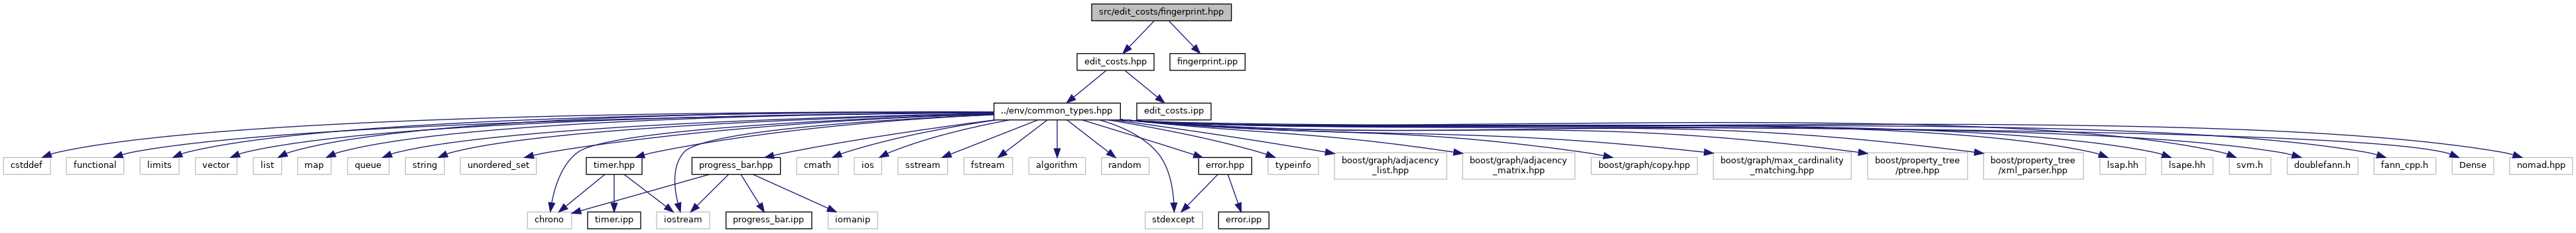 src/edit_costs/fingerprint.hpp
edit_costs.hpp
fingerprint.ipp
../env/common_types.hpp
edit_costs.ipp
cstddef
functional
limits
vector
list
map
queue
string
unordered_set
timer.hpp
progress_bar.hpp
cmath
ios
sstream
fstream
algorithm
random
error.hpp
typeinfo
boost/graph/adjacency
_list.hpp
boost/graph/adjacency
_matrix.hpp
boost/graph/copy.hpp
boost/graph/max_cardinality
_matching.hpp
boost/property_tree
/ptree.hpp
boost/property_tree
/xml_parser.hpp
lsap.hh
lsape.hh
svm.h
doublefann.h
fann_cpp.h
Dense
nomad.hpp
chrono
timer.ipp
iostream
progress_bar.ipp
iomanip
stdexcept
error.ipp